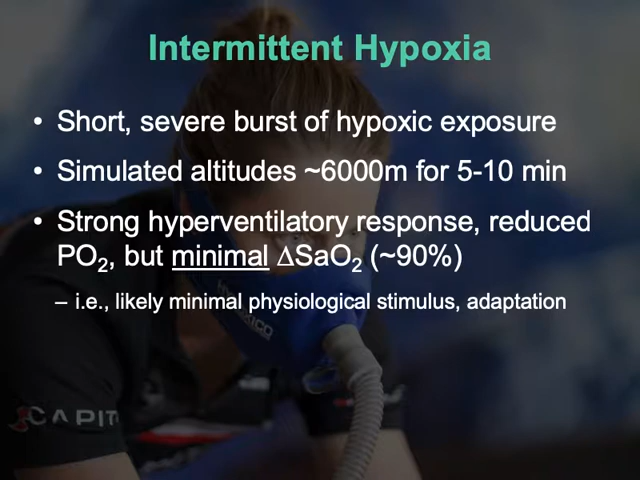 Intermittent Hypoxia
• Short, severe burst of hypoxic exposure
• Simulated altitudes ~6000m for 5-10 min
• Strong hyperventilatory response, reduced
PO2, but minimal ΔSaO2 (~90%)
– i.e., likely minimal physiological stimulus, adaptation
CAPIT